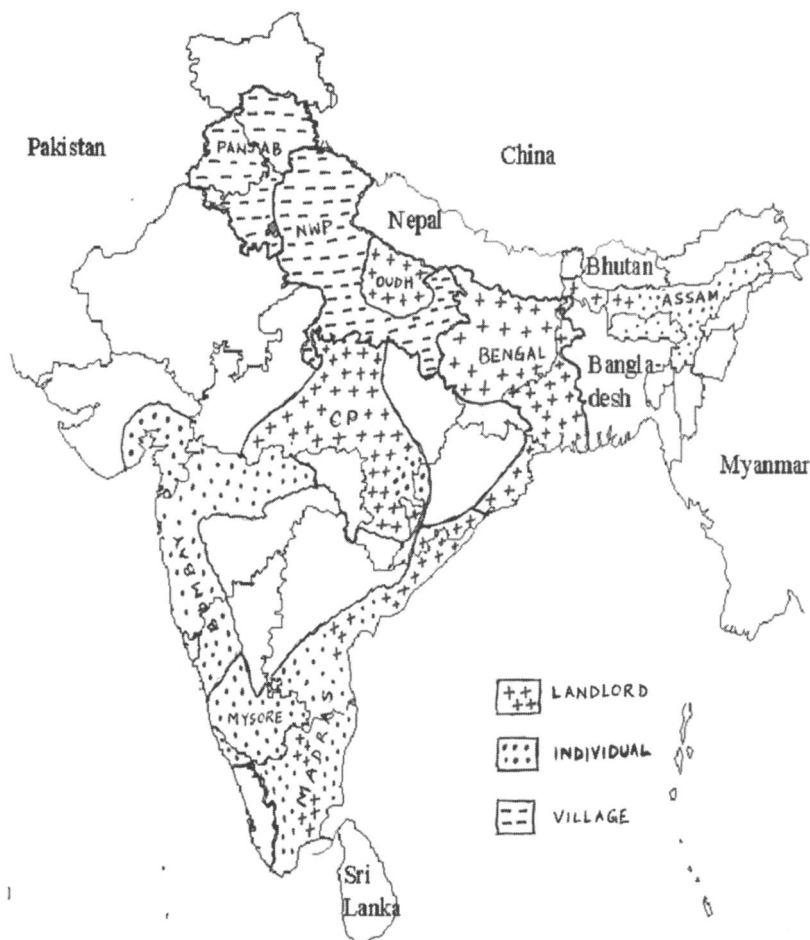 Pakistan
China
PANJAB
NWP
Nepal
OUDH
Bhutan
ASSAM
BENGAL
Bangla-
desh
CP
Myanmar
BOMBAY
MYSORE
MADRAS
LANDLORD
INDIVIDUAL
VILLAGE
Sri
Lanka